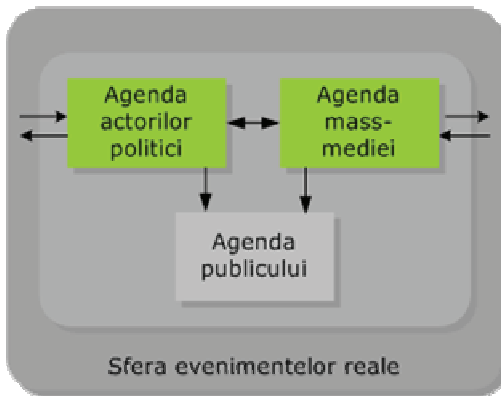 Agenda
actorilor
politici
Agenda
mass-
mediei
Agenda
publicului
Sfera evenimentelor reale